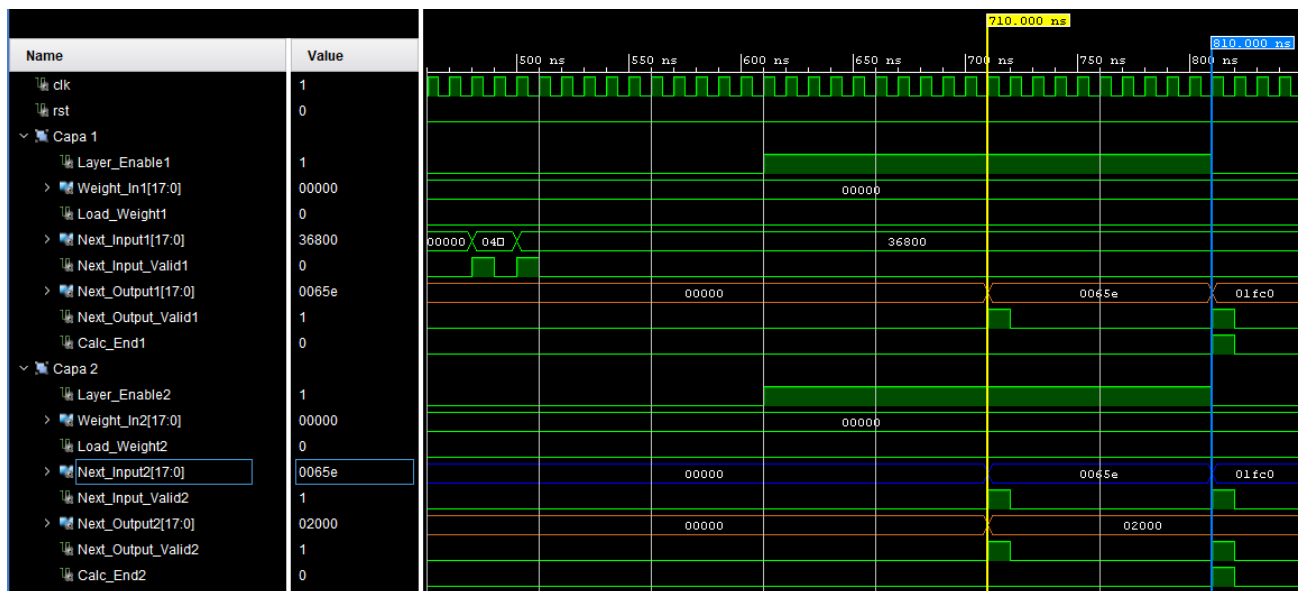 710.000 ns
810.000 ns
Name Value
500 ns 550 ns 600 ns 650 ns 700 ns 750 ns 800 ns
clk 1
rst 0
Capa 1
Layer_Enable1 1
Weight_In1[17:0] 00000 00000
Load_Weight1 0
Next_Input1[17:0] 36800 00000 04 36800
Next_Input_Valid1 0
Next_Output1[17:0] 0065e 00000 0065e 01fc0
Next_Output_Valid1 1
Calc_End1 0
Capa 2
Layer_Enable2 1
Weight_In2[17:0] 00000 00000
Load_Weight2 0
Next_Input2[17:0] 0065e 00000 0065e 01fc0
Next_Input_Valid2 1
Next_Output2[17:0] 02000 00000 02000
Next_Output_Valid2 1
Calc_End2 0